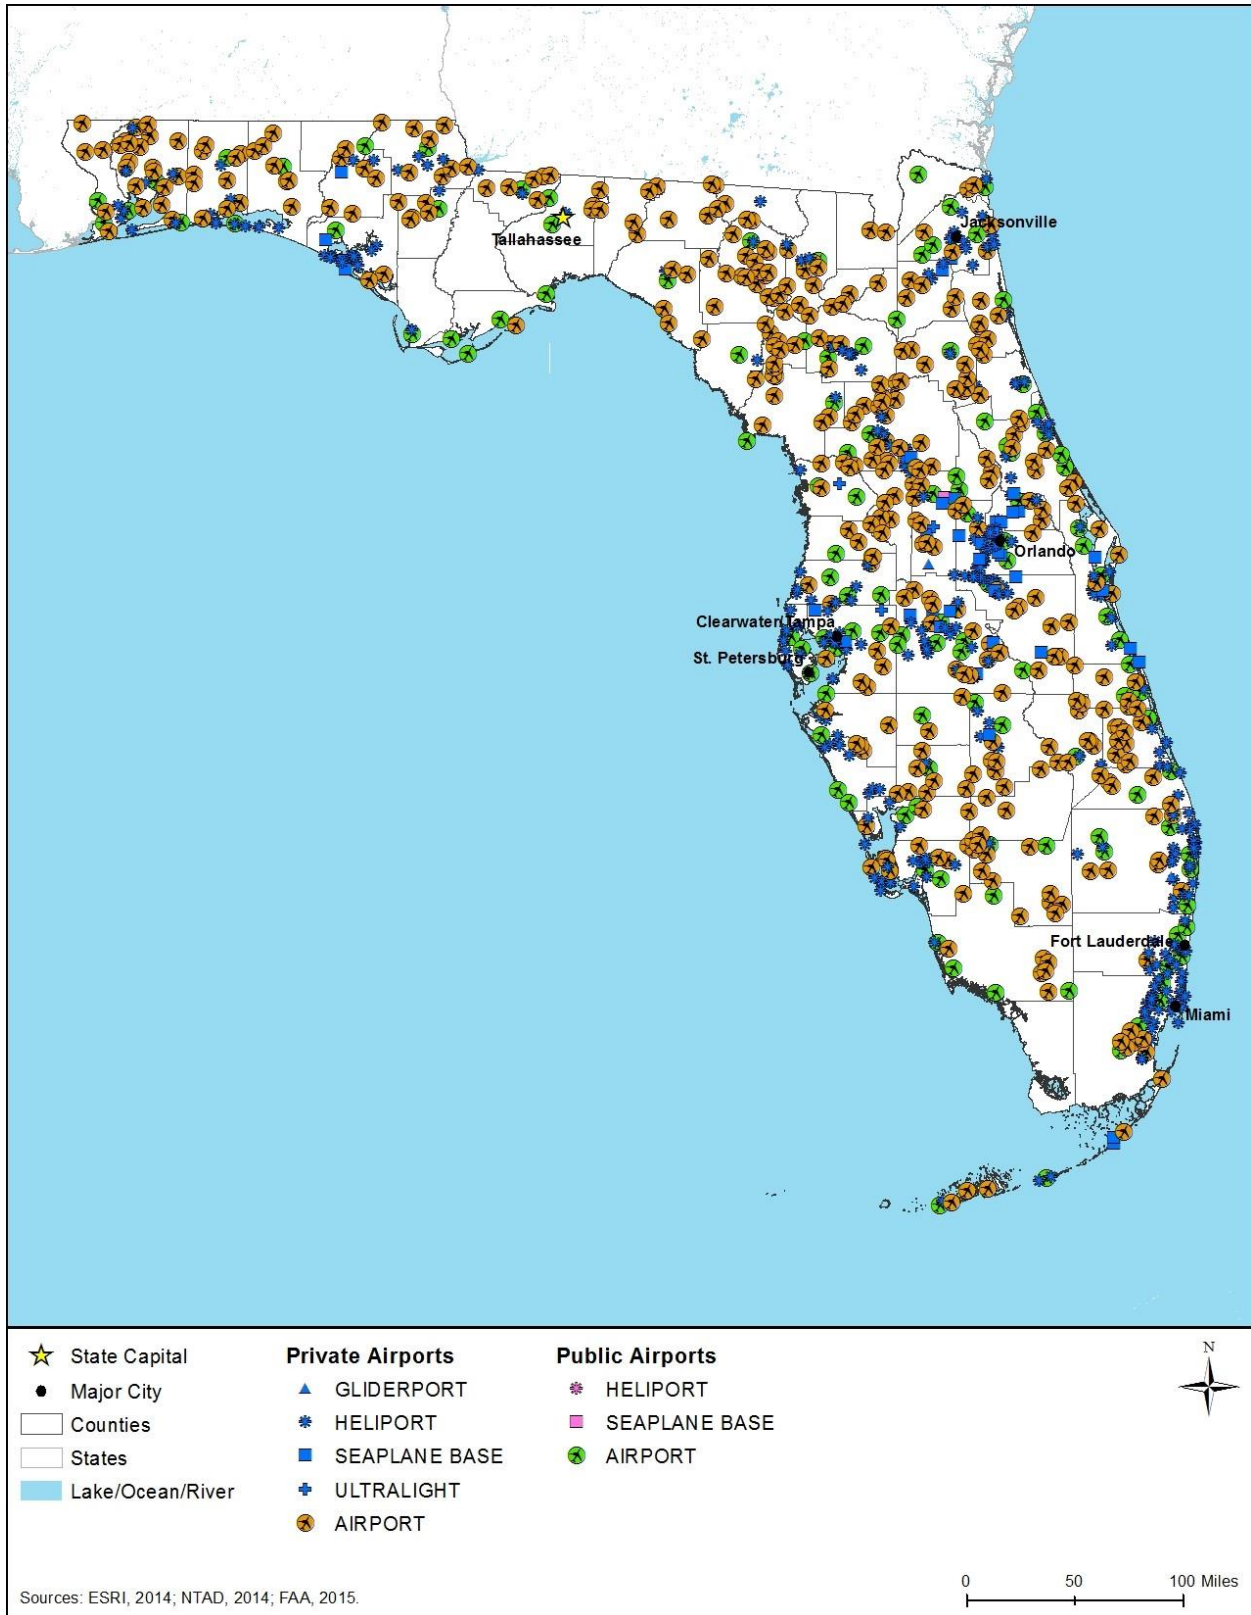 Jacksonville
Tallahassee
Orlando
Clearwater/Tampa
St. Petersburg
Fort Lauderdale
Miami
State Capital
Major City
Counties
States
Lake/Ocean/River
Private Airports
GLIDERPORT
HELIPORT
SEAPLANE BASE
ULTRALIGHT
AIRPORT
Public Airports
HELIPORT
SEAPLANE BASE
AIRPORT
N
0 50 100 Miles
Sources: ESRI, 2014; NTAD, 2014; FAA, 2015.